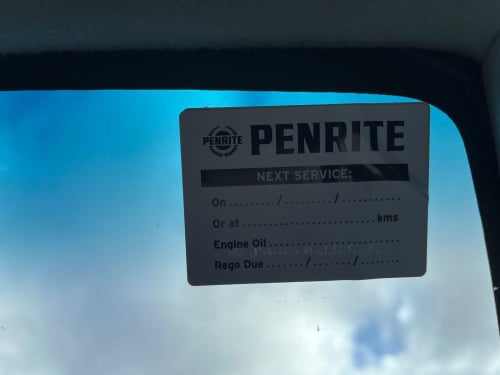 PENRITE
PENRITE
NEXT SERVICE:
On ........./........./...........
Or at .......................... kms
Engine Oil ..........................
Rego Due ......./......./........